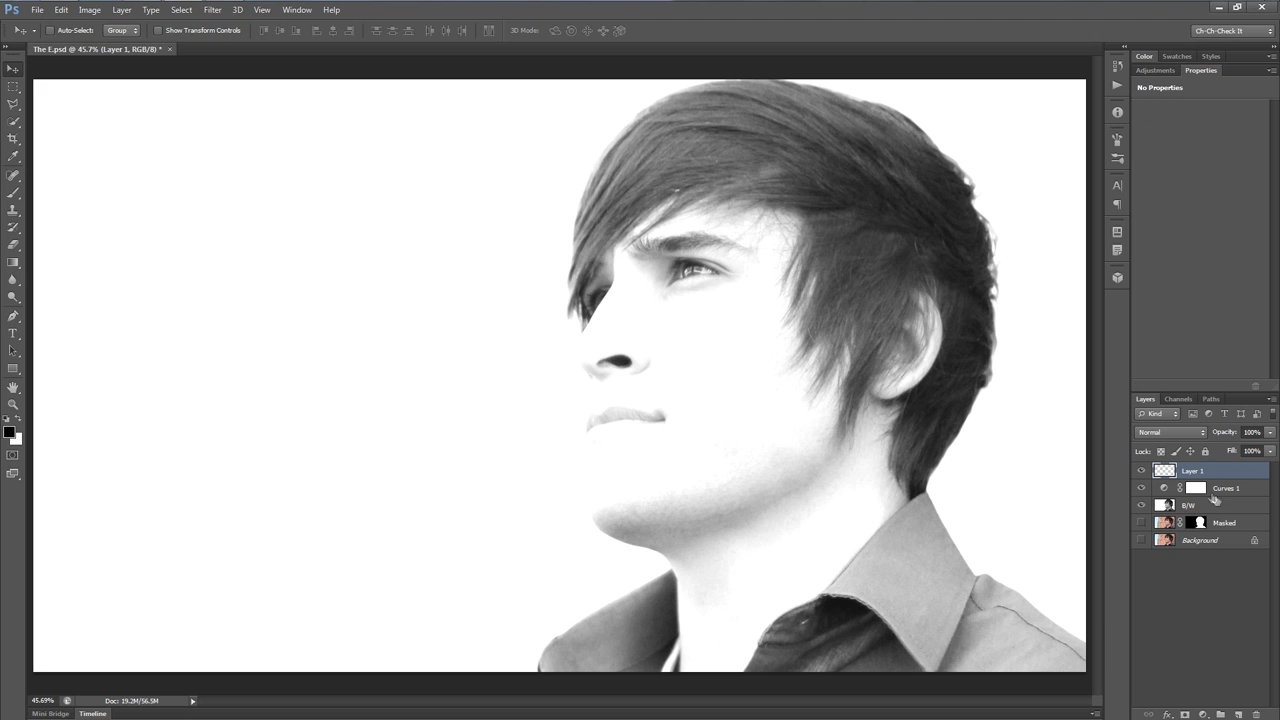 Ps File Edit Image Layer Type Select Filter 3D View Window Help
Auto-Select: Group Show Transform Controls 3D Mode: Ch-Ch-Check It
The E.psd @ 45.7% (Layer 1, RGB/8) * ×
Color Swatches Styles
Adjustments Properties
No Properties
Layers Channels Paths
Kind
Normal Opacity: 100%
Lock: Fill: 100%
Layer 1
Curves 1
B/W
Masked
Background
45.69% Doc: 19.2M/56.5M
Mini Bridge Timeline